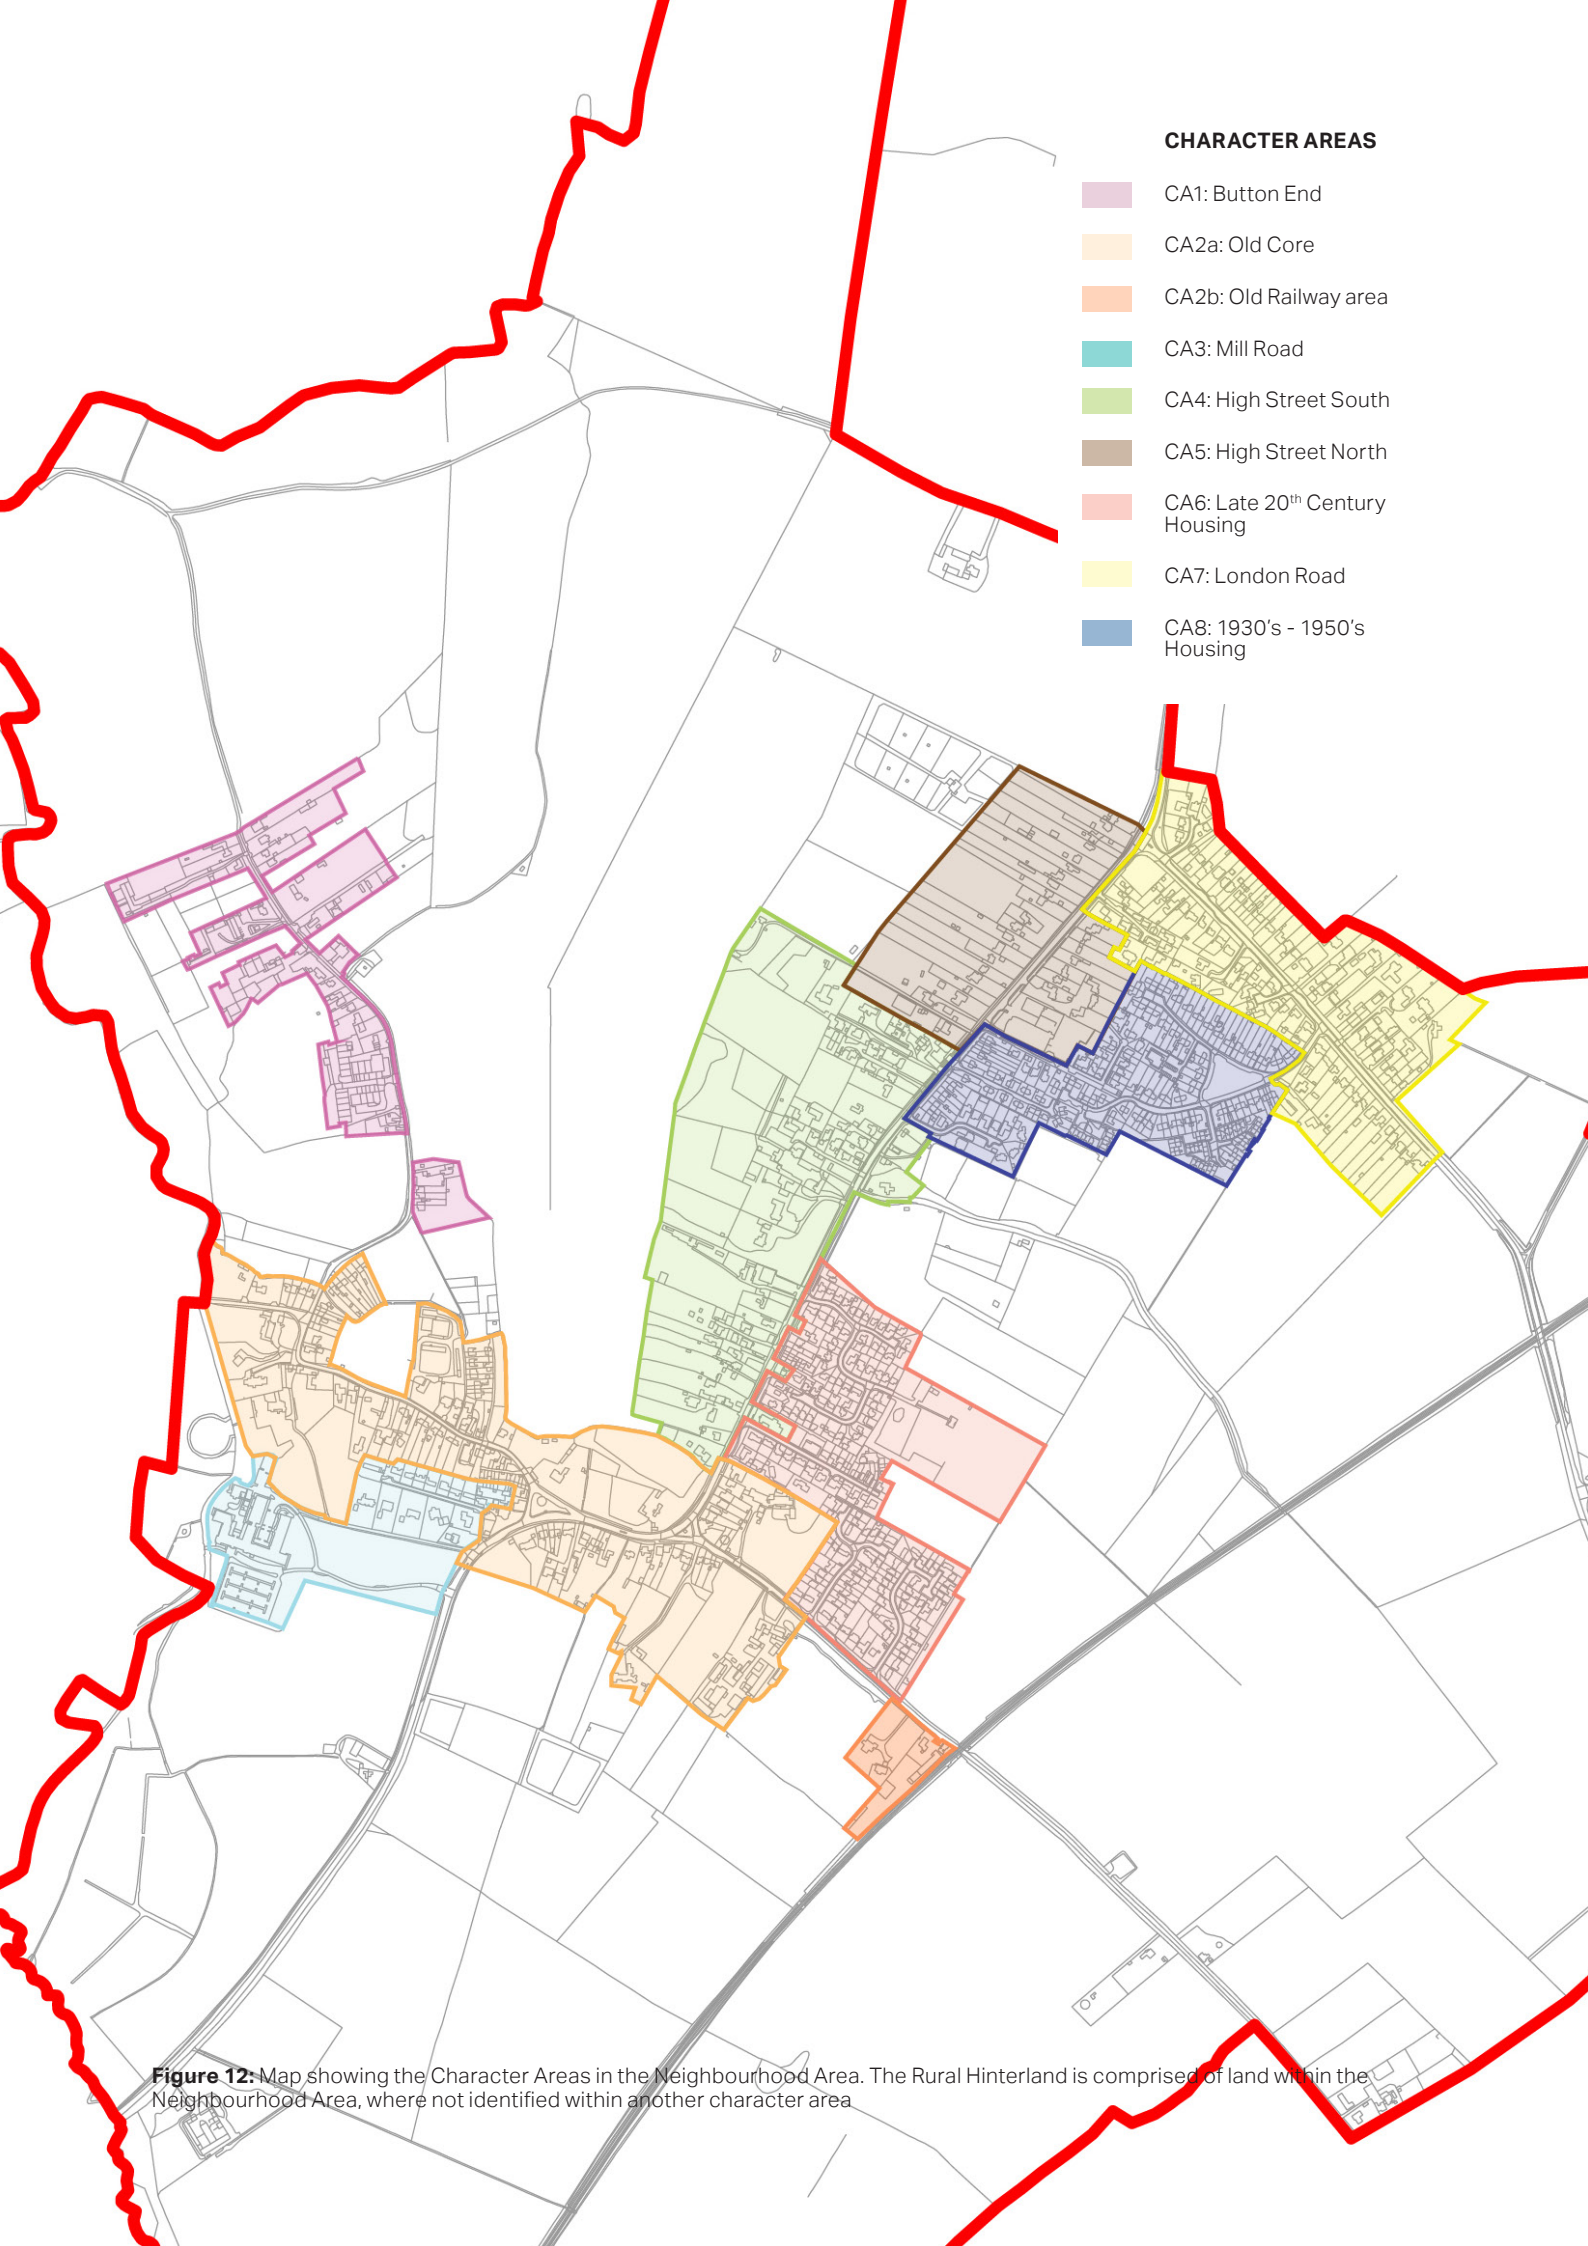 CHARACTER AREAS
CA1: Button End
CA2a: Old Core
CA2b: Old Railway area
CA3: Mill Road
CA4: High Street South
CA5: High Street North
CA6: Late 20th Century
Housing
CA7: London Road
CA8: 1930's - 1950's
Housing
Figure 12: Map showing the Character Areas in the Neighbourhood Area. The Rural Hinterland is comprised of land within the
Neighbourhood Area, where not identified within another character area